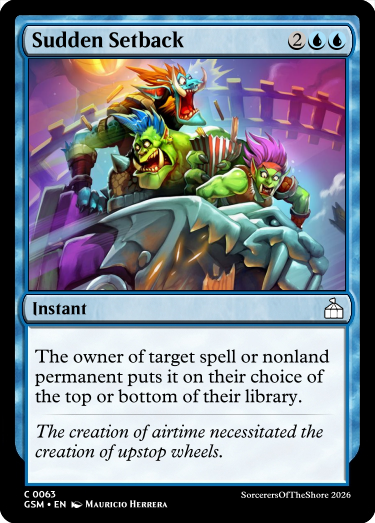 Sudden Setback 2
Instant
The owner of target spell or nonland
permanent puts it on their choice of
the top or bottom of their library.
The creation of airtime necessitated the
creation of upstop wheels.
C 0063
GSM • EN Mauricio Herrera
SorcerersOfTheShore 2026